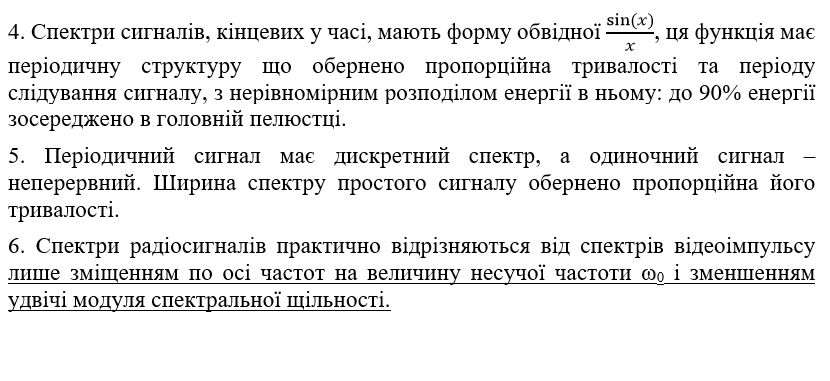 4. Спектри сигналів, кінцевих у часі, мають форму обвідної sin(x)/x, ця функція має
періодичну структуру що обернено пропорційна тривалості та періоду
слідування сигналу, з нерівномірним розподілом енергії в ньому: до 90% енергії
зосереджено в головній пелюстці.
5. Періодичний сигнал має дискретний спектр, а одиночний сигнал –
неперервний. Ширина спектру простого сигналу обернено пропорційна його
тривалості.
6. Спектри радіосигналів практично відрізняються від спектрів відеоімпульсу
лише зміщенням по осі частот на величину несучої частоти ω₀ і зменшенням
удвічі модуля спектральної щільності.